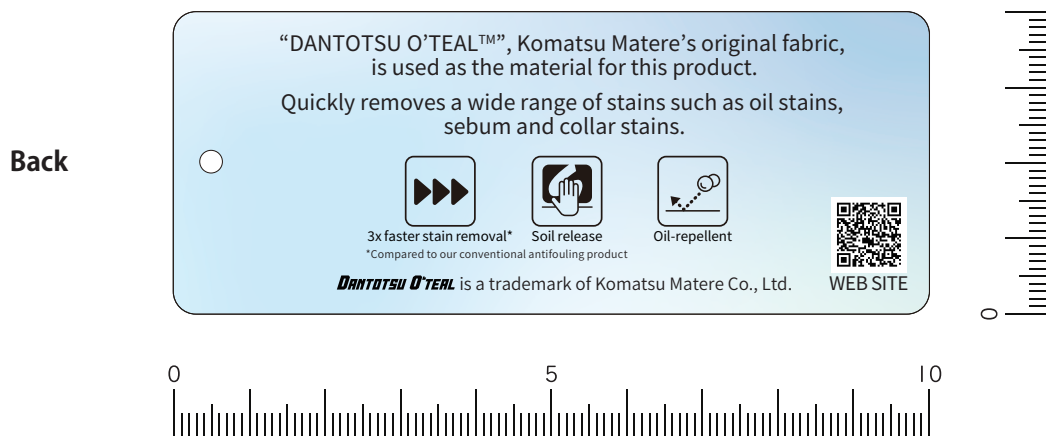 “DANTOTSU O’TEAL™”, Komatsu Matere’s original fabric,
is used as the material for this product.
Quickly removes a wide range of stains such as oil stains,
sebum and collar stains.
Back
3x faster stain removal* Soil release Oil-repellent
*Compared to our conventional antifouling product
DANTOTSU O'TEAL is a trademark of Komatsu Matere Co., Ltd.
WEB SITE
0
0 5 10